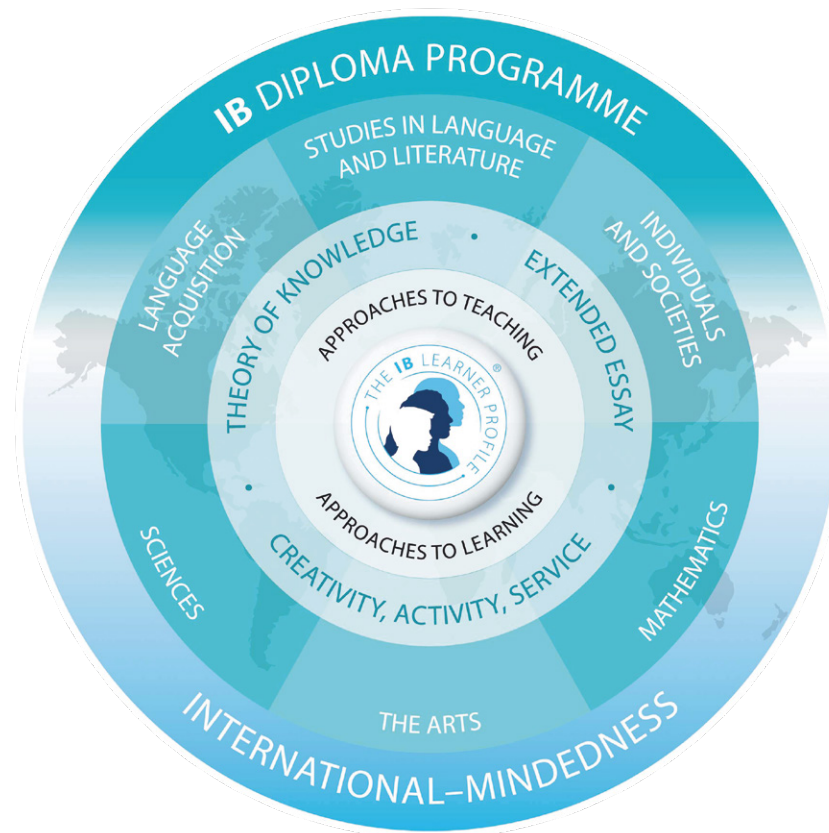 IB DIPLOMA PROGRAMME
STUDIES IN LANGUAGE
AND LITERATURE
LANGUAGE
ACQUISITION
INDIVIDUALS
AND SOCIETIES
THEORY OF KNOWLEDGE
•
EXTENDED ESSAY
•
APPROACHES TO TEACHING
THE IB LEARNER PROFILE
®
APPROACHES TO LEARNING
•
CREATIVITY, ACTIVITY, SERVICE
SCIENCES
MATHEMATICS
THE ARTS
INTERNATIONAL–MINDEDNESS